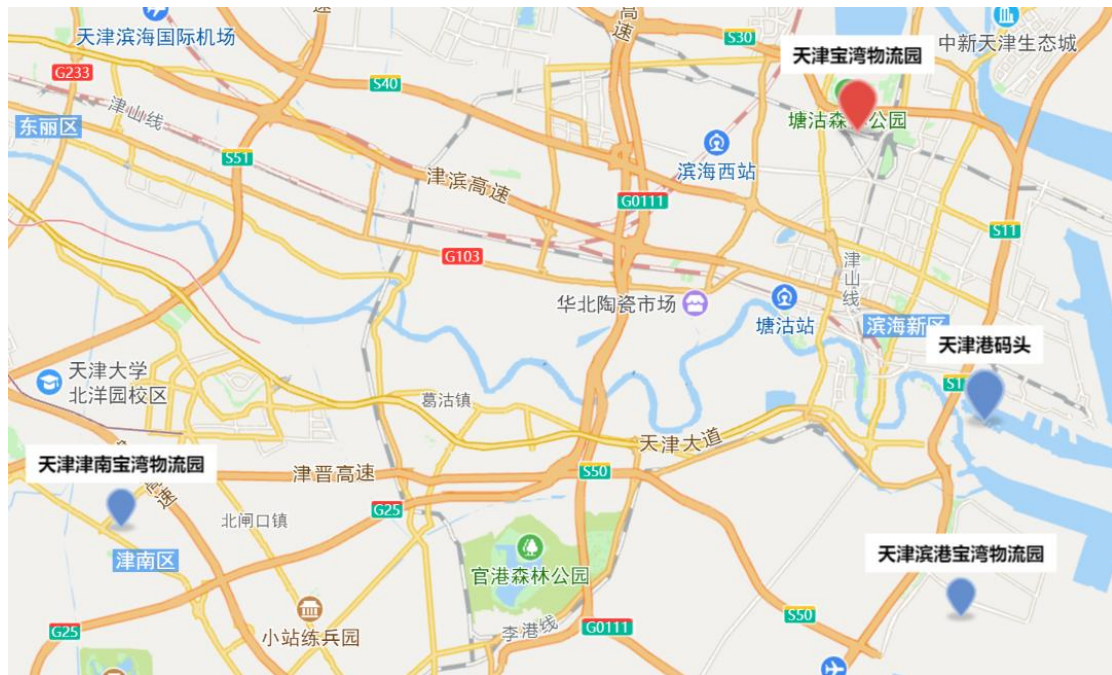 速
高
速
天津滨海国际机场
S30
中新天津生态城
天津宝湾物流园
G233
S40
津山线
东丽区
塘沽森
公园
S51
滨海西站
津滨高速
G0111
S11
G103
津山线
华北陶瓷市场
塘沽站
滨海新区
天津港码头
天津大学
北洋园校区
S1
葛沽镇
天津大道
天津津南宝湾物流园
高
速
津晋高速
S50
G25
北闸口镇
津南区
天津滨港宝湾物流园
官港森林公园
小站练兵园
李港线
G0111
S50
G25